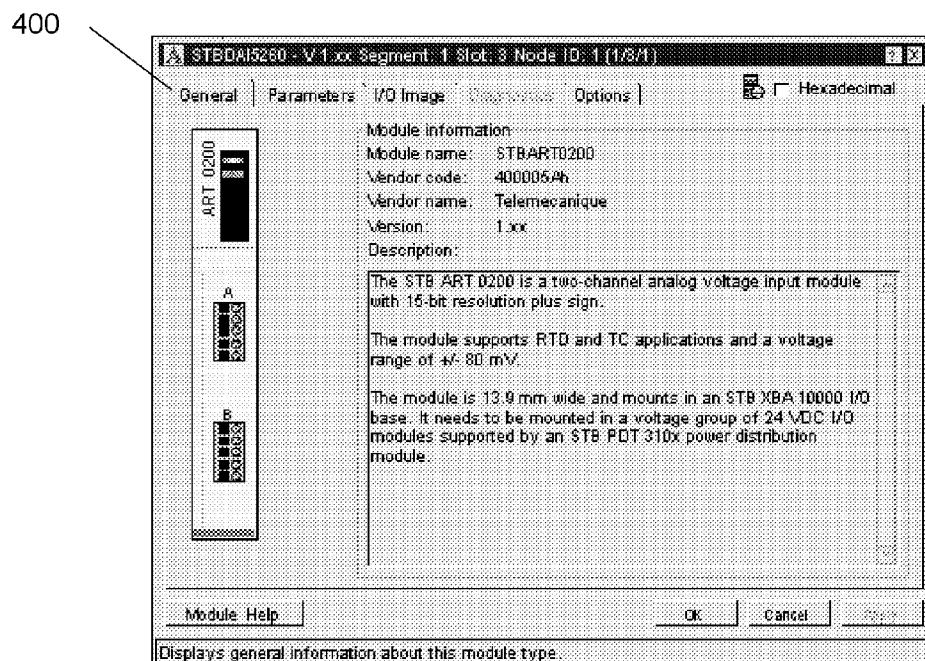 400
STBDAI5260 - V 1.xx Segment: 1 Slot: 3 Node ID: 1 (1/3/1)
General Parameters I/O Image Diagnostics Options Hexadecimal
Module information
ART 0200
Module name: STBART0200
Vendor code: 400005Ah
Vendor name: Telemecanique
Version: 1.xx
Description:
The STB ART 0200 is a two-channel analog voltage input module
with 15-bit resolution plus sign.
The module supports RTD and TC applications and a voltage
range of +/- 80 mV.
The module is 13.9 mm wide and mounts in an STB XBA 10000 I/O
base. It needs to be mounted in a voltage group of 24 VDC I/O
modules supported by an STB PDT 310x power distribution
module.
A
B
Module Help OK Cancel Apply
Displays general information about this module type.